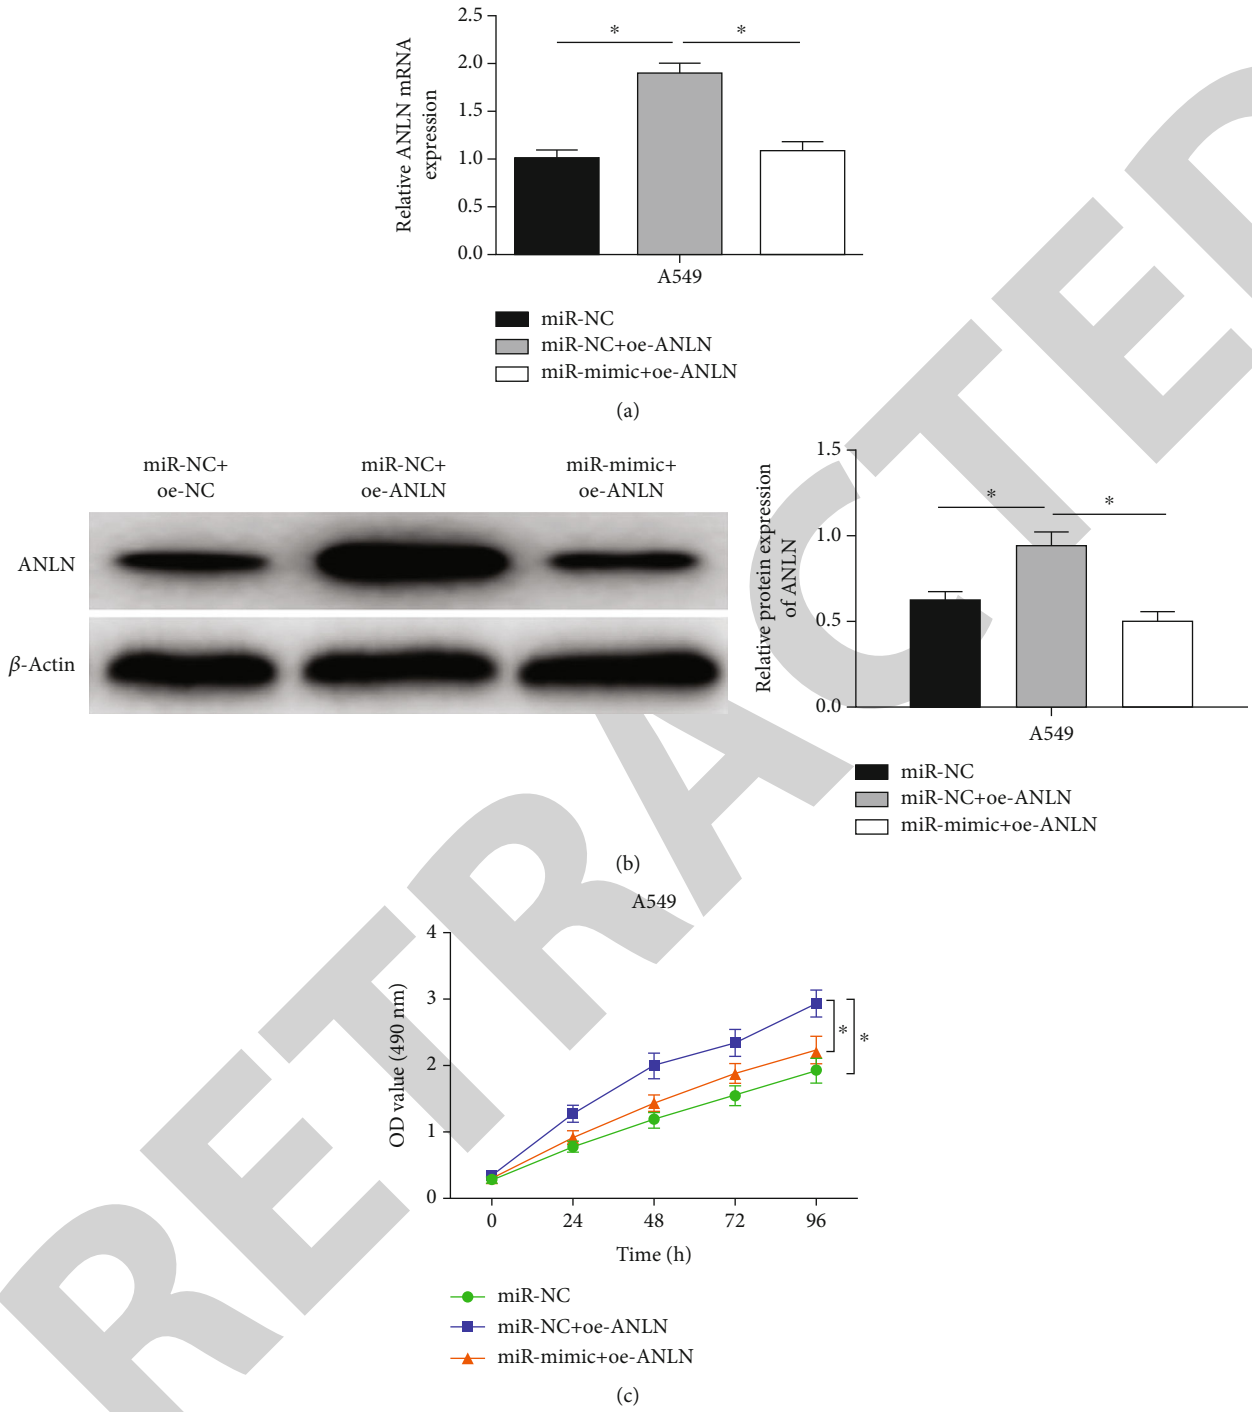 2.5
2.0
1.5
1.0
0.5
0.0
Relative ANLN mRNA
expression
*
*
A549
miR-NC
miR-NC+oe-ANLN
miR-mimic+oe-ANLN
(a)
miR-NC+
oe-NC
miR-NC+
oe-ANLN
miR-mimic+
oe-ANLN
ANLN
β-Actin
1.5
1.0
0.5
0.0
Relative protein expression
of ANLN
*
*
A549
miR-NC
miR-NC+oe-ANLN
miR-mimic+oe-ANLN
(b)
A549
4
3
2
1
0
OD value (490 nm)
*
*
0 24 48 72 96
Time (h)
miR-NC
miR-NC+oe-ANLN
miR-mimic+oe-ANLN
(c)
RETRACTED